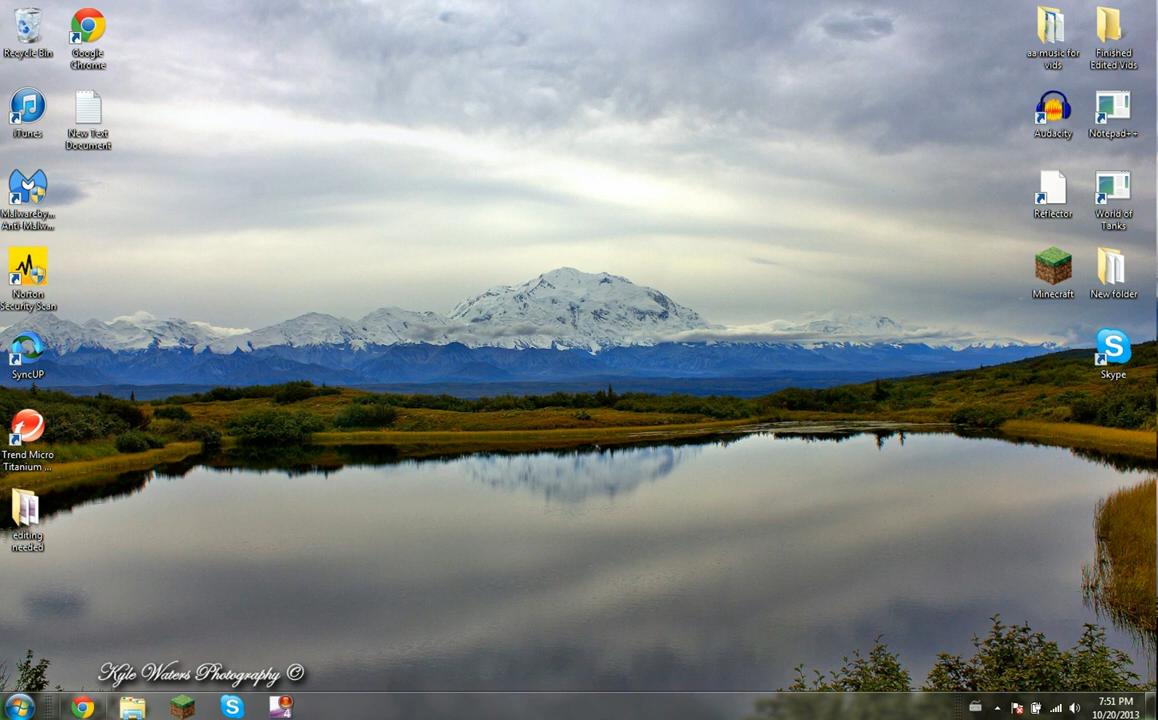 Recycle Bin
Google
Chrome
iTunes
New Text
Document
Malwareby...
Anti-Malw...
Norton
Security Scan
SyncUP
Trend Micro
Titanium ...
editing
needed
aa music for
vids
Finished
Edited Vids
Audacity
Notepad++
Reflector
World of
Tanks
Minecraft
New folder
Skype
Kyle Waters Photography ©
4
7:51 PM
10/20/2013